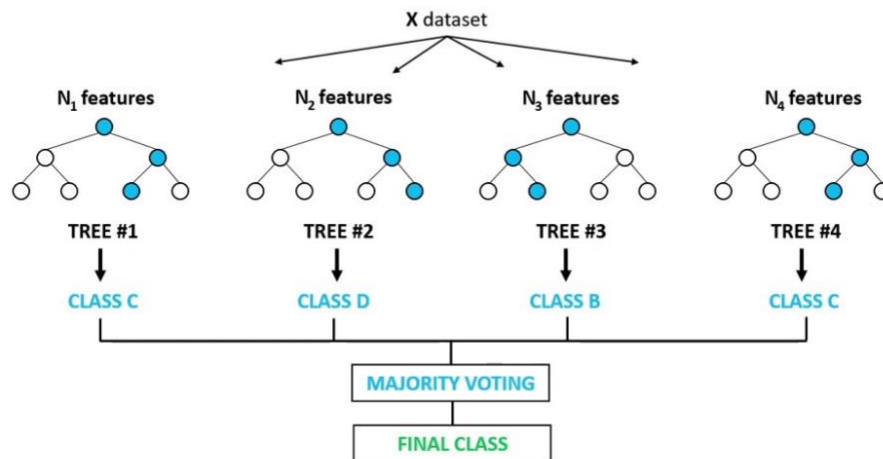 X dataset
N₁ features
N₂ features
N₃ features
N₄ features
TREE #1
TREE #2
TREE #3
TREE #4
CLASS C
CLASS D
CLASS B
CLASS C
MAJORITY VOTING
FINAL CLASS